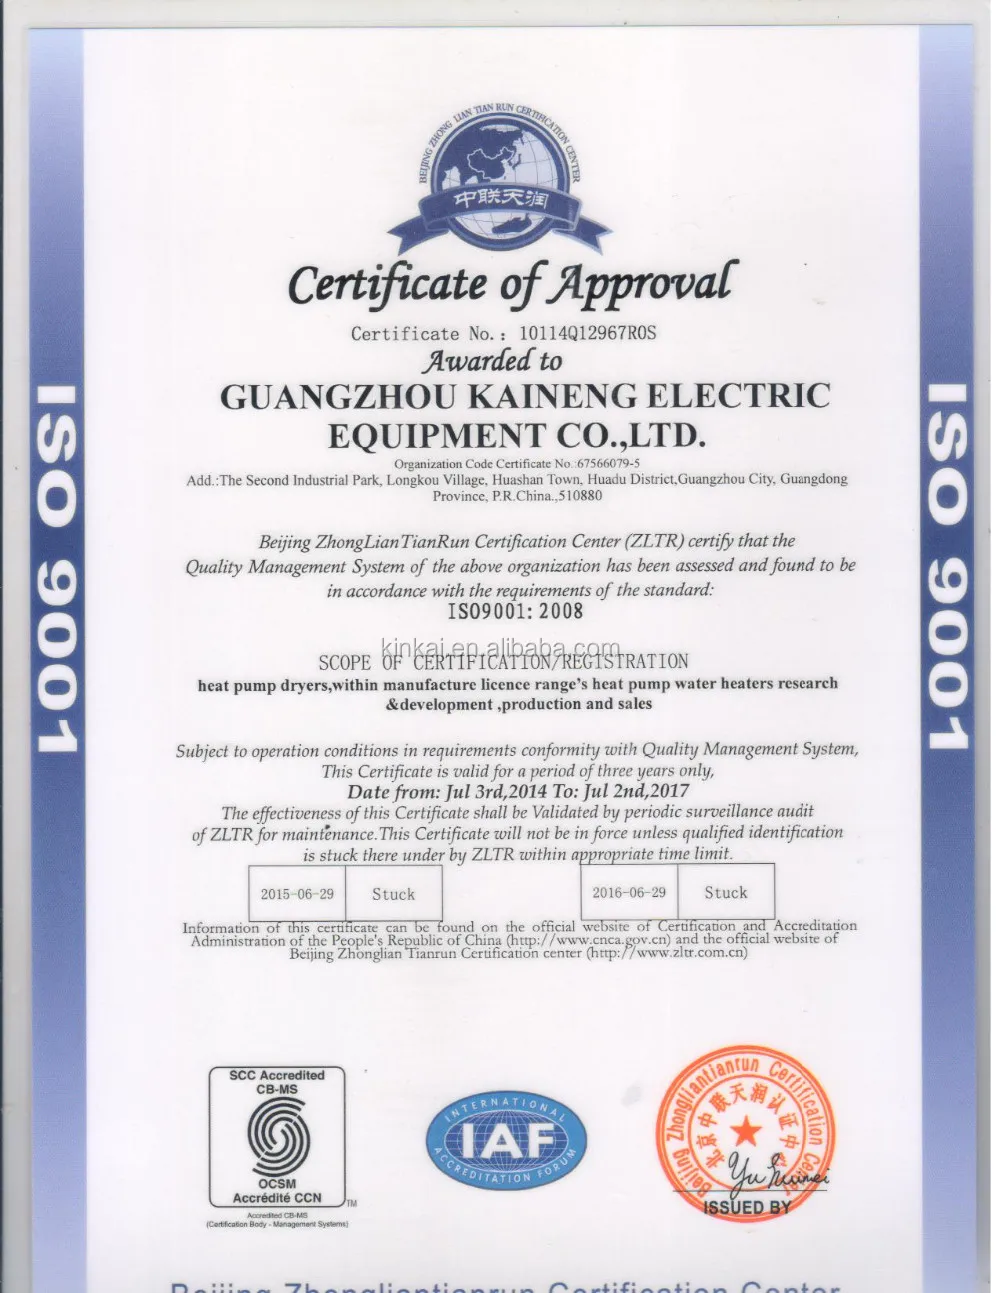 BEIJING ZHONG LIAN TIAN RUN CERTIFICATION CENTER
中联天润
Certificate of Approval
Certificate No.: 10114Q12967R0S
Awarded to
GUANGZHOU KAINENG ELECTRIC
EQUIPMENT CO.,LTD.
Organization Code Certificate No.:67566079-5
Add.:The Second Industrial Park, Longkou Village, Huashan Town, Huadu District,Guangzhou City, Guangdong
Province, P.R.China.,510880
Beijing ZhongLianTianRun Certification Center (ZLTR) certify that the
Quality Management System of the above organization has been assessed and found to be
in accordance with the requirements of the standard:
ISO9001: 2008
kinkai.en.alibaba.com
SCOPE OF CERTIFICATION/REGISTRATION
heat pump dryers,within manufacture licence range's heat pump water heaters research
&development ,production and sales
Subject to operation conditions in requirements conformity with Quality Management System,
This Certificate is valid for a period of three years only,
Date from: Jul 3rd,2014 To: Jul 2nd,2017
The effectiveness of this Certificate shall be Validated by periodic surveillance audit
of ZLTR for maintenance.This Certificate will not be in force unless qualified identification
is stuck there under by ZLTR within appropriate time limit.
2015-06-29 Stuck 2016-06-29 Stuck
Information of this certificate can be found on the official website of Certification and Accreditation
Administration of the People's Republic of China (http://www.cnca.gov.cn) and the official website of
Beijing Zhonglian Tianrun Certification center (http://www.zltr.com.cn)
ISO 9001
ISO 9001
SCC Accredited
CB-MS
OCSM
Accrédité CCN
TM
Accredited CB-MS
(Certification Body - Management Systems)
INTERNATIONAL
IAF
ACCREDITATION FORUM
Beijing Zhongliantianrun Certification Center
北京中联天润认证中心
ISSUED BY
Beijing Zhongliantianrun Certification Center